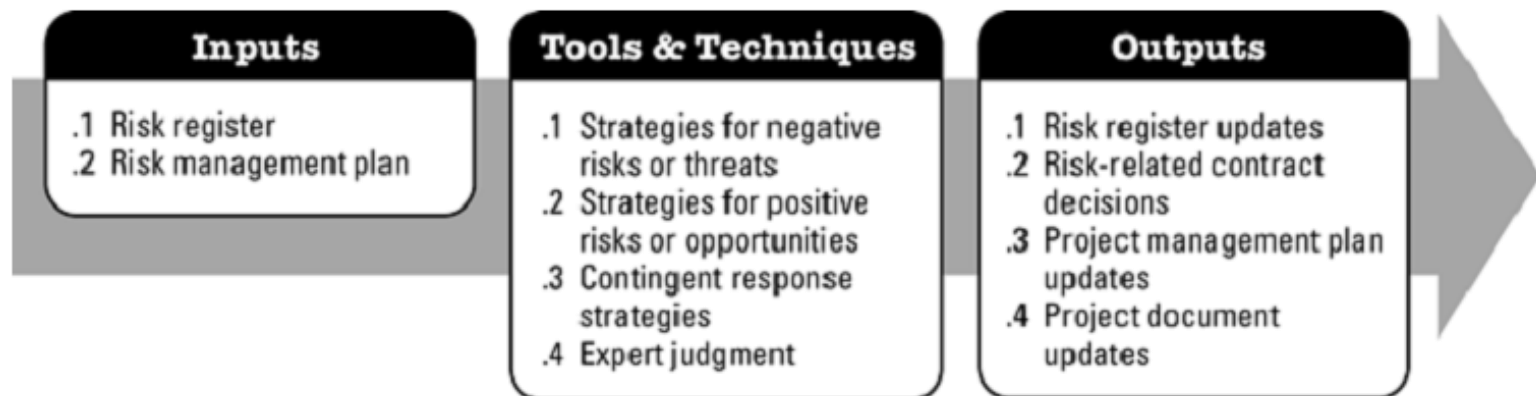 Inputs
.1 Risk register
.2 Risk management plan
Tools & Techniques
.1 Strategies for negative
risks or threats
.2 Strategies for positive
risks or opportunities
.3 Contingent response
strategies
.4 Expert judgment
Outputs
.1 Risk register updates
.2 Risk-related contract
decisions
.3 Project management plan
updates
.4 Project document
updates